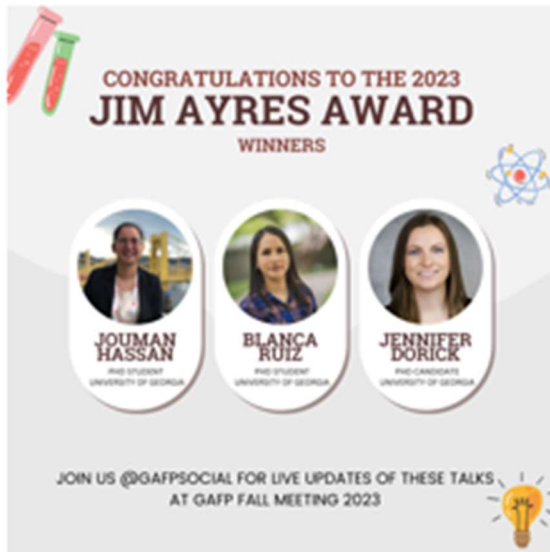 CONGRATULATIONS TO THE 2023
JIM AYRES AWARD
WINNERS
JOUMAN
HASSAN
PHD STUDENT
UNIVERSITY OF GEORGIA
BLANCA
RUIZ
PHD STUDENT
UNIVERSITY OF GEORGIA
JENNIFER
DORICK
PHD CANDIDATE
UNIVERSITY OF GEORGIA
JOIN US @GAFPSOCIAL FOR LIVE UPDATES OF THESE TALKS
AT GAFP FALL MEETING 2023